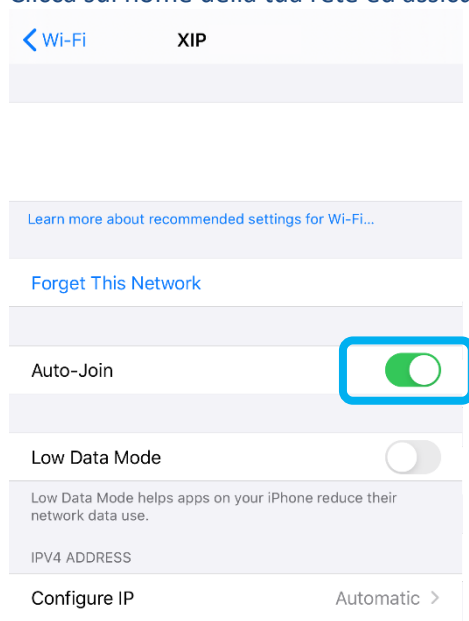 Wi-Fi XIP
Learn more about recommended settings for Wi-Fi...
Forget This Network
Auto-Join
Low Data Mode
Low Data Mode helps apps on your iPhone reduce their
network data use.
IPV4 ADDRESS
Configure IP Automatic